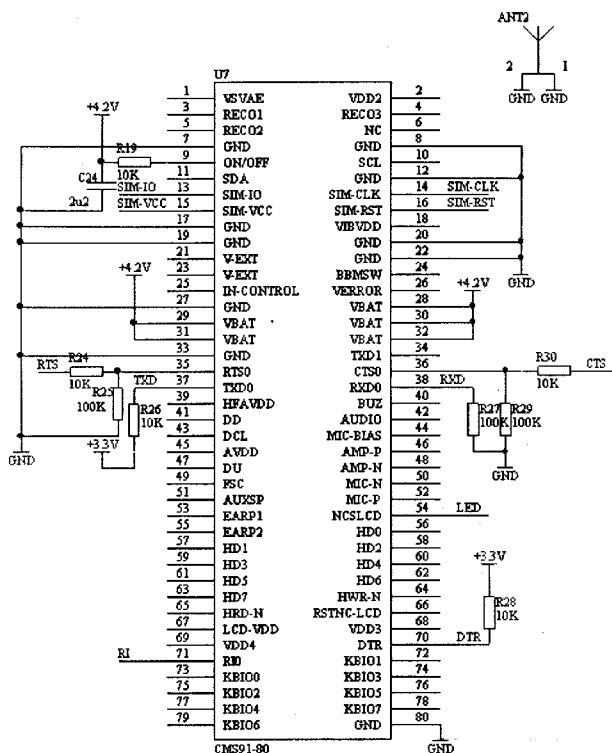 ANT2
2 1
GND GND
U7
1 VSVAE VDD2 2
3 RECO1 RECO3 4
5 RECO2 NC 6
7 GND GND 8
+4.2V
R19
10K
9 ON/OFF SCL 10
11 SDA GND 12
C24
2u2
SIM-IO 13 SIM-IO SIM-CLK 14 SIM-CLK
SIM-VCC 15 SIM-VCC SIM-RST 16 SIM-RST
17 GND VIBVDD 18
19 GND GND 20
21 V-EXT GND 22
GND
+4.2V
23 V-EXT BBMSW 24
25 IN-CONTROL VERROR 26
+4.2V
27 GND VBAT 28
29 VBAT VBAT 30
31 VBAT VBAT 32
33 GND TXD1 34
RTS R24 10K 35 RTS0 CTS0 36 R30 10K CTS
TXD 37 TXD0 RXD0 38 RXD
R25 100K
R26 10K
R27 100K
R29 100K
+3.3V
GND
GND
39 HFAVDD BUZ 40
41 DD AUDIO 42
43 DCL MIC-BIAS 44
45 AVDD AMP-P 46
47 DU AMP-N 48
49 FSC MIC-N 50
51 AUXSP MIC-P 52
53 EARP1 NCSLCD 54 LED
55 EARP2 HD0 56
57 HD1 HD2 58
59 HD3 HD4 60
61 HD5 HD6 62
63 HD7 HWR-N 64
65 HRD-N RSTNC-LCD 66
67 LCD-VDD VDD3 68
+3.3V
R28
10K
69 VDD4 DTR 70 DTR
RI 71 RI0 KBIO1 72
73 KBIO0 KBIO3 74
75 KBIO2 KBIO5 76
77 KBIO4 KBIO7 78
79 KBIO6 GND 80
GND
CMS91-80